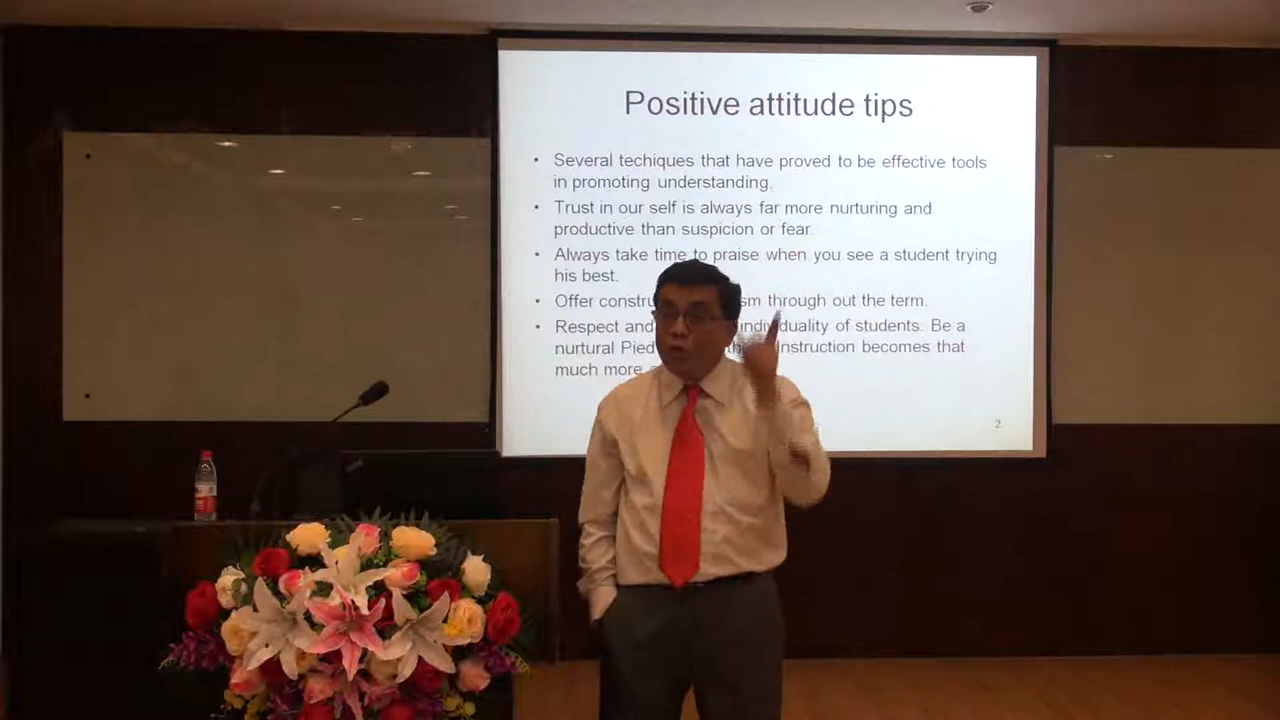 Positive attitude tips
• Several techiques that have proved to be effective tools
in promoting understanding.
• Trust in our self is always far more nurturing and
productive than suspicion or fear.
• Always take time to praise when you see a student trying
his best.
• Offer constru sm through out the term.
• Respect and individuality of students. Be a
nurtural Pied Instruction becomes that
much more
2